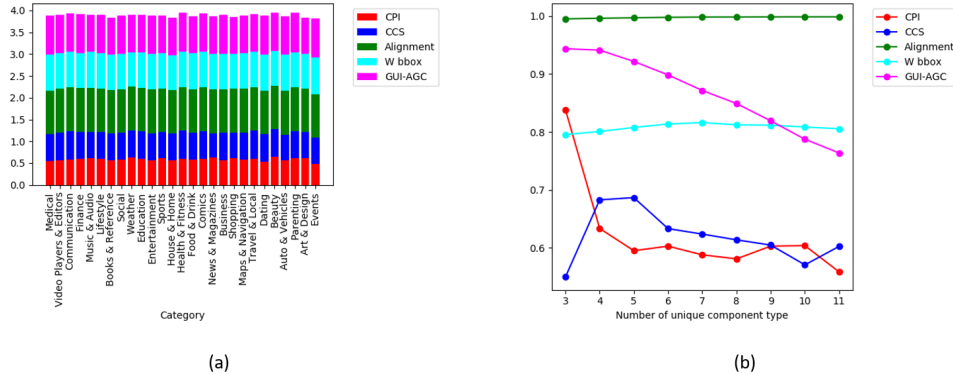 4.0
3.5
3.0
2.5
2.0
1.5
1.0
0.5
0.0
Medical
Video Players & Editors
Communication
Finance
Music & Audio
Lifestyle
Books & Reference
Social
Weather
Education
Entertainment
Sports
House & Home
Health & Fitness
Food & Drink
Comics
News & Magazines
Business
Shopping
Maps & Navigation
Travel & Local
Dating
Beauty
Auto & Vehicles
Parenting
Art & Design
Events
Category
CPI
CCS
Alignment
W bbox
GUI-AGC
(a)
1.0
0.9
0.8
0.7
0.6
3 4 5 6 7 8 9 10 11
Number of unique component type
CPI
CCS
Alignment
W bbox
GUI-AGC
(b)